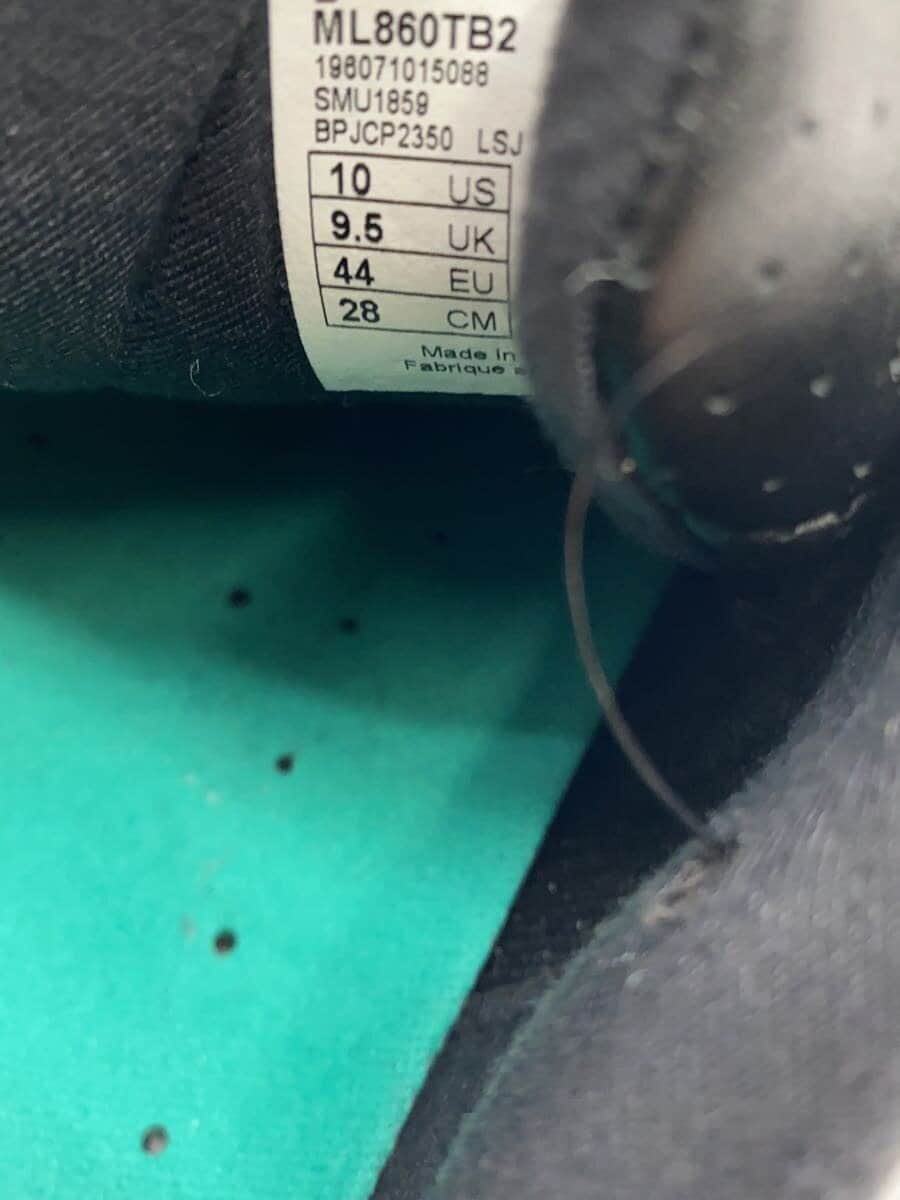 ML860TB2
196071015088
SMU1859
BPJCP2350 LSJ
10 US
9.5 UK
44 EU
28 CM
Made in
Fabrique